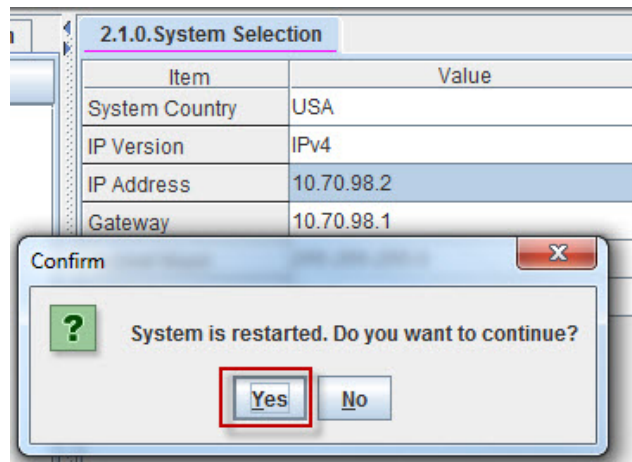 2.1.0.System Selection
Item Value
System Country USA
IP Version IPv4
IP Address 10.70.98.2
Gateway 10.70.98.1
Confirm
System is restarted. Do you want to continue?
Yes No